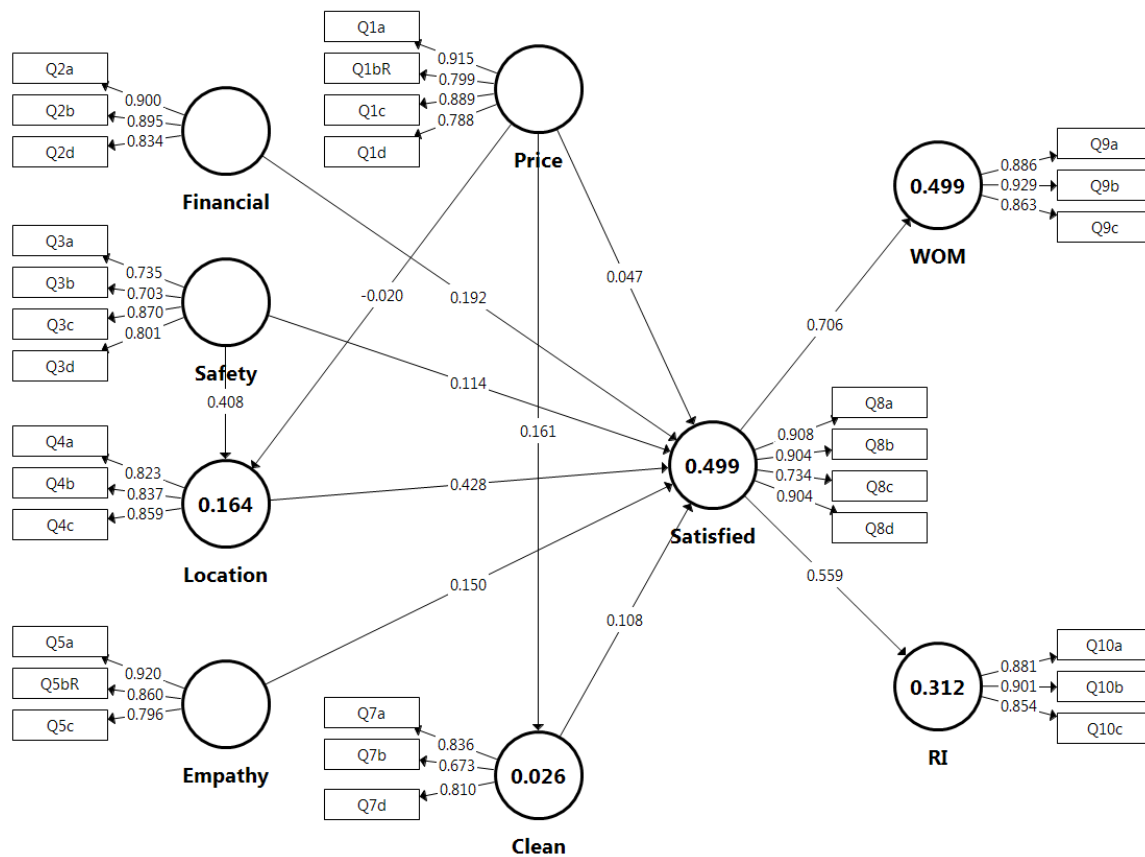 Q1a
Q1bR
Q1c
Q1d
0.915
0.799
0.889
0.788
Price
Q2a
Q2b
Q2d
0.900
0.895
0.834
Financial
Q3a
Q3b
Q3c
Q3d
0.735
0.703
0.870
0.801
Safety
0.408
-0.020
0.192
0.047
0.114
0.161
Q4a
Q4b
Q4c
0.823
0.837
0.859
0.164
Location
0.428
Q5a
Q5bR
Q5c
0.920
0.860
0.796
Empathy
0.150
0.108
Q7a
Q7b
Q7d
0.836
0.673
0.810
0.026
Clean
0.499
Satisfied
0.908
0.904
0.734
0.904
Q8a
Q8b
Q8c
Q8d
0.706
0.499
WOM
0.886
0.929
0.863
Q9a
Q9b
Q9c
0.559
0.312
RI
0.881
0.901
0.854
Q10a
Q10b
Q10c